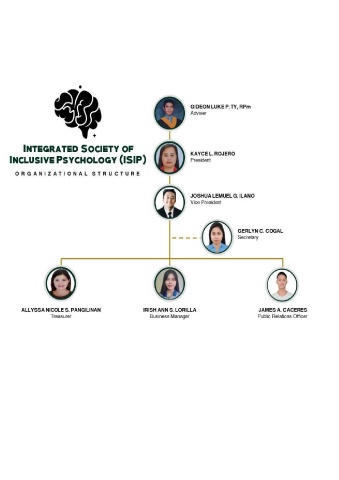 INTEGRATED SOCIETY OF
INCLUSIVE PSYCHOLOGY (ISIP)
ORGANIZATIONAL STRUCTURE
GIDEON LUKE P. TY, RPm
Adviser
KAYCE L. ROJERO
President
JOSHUA LEMUEL G. ILANO
Vice President
GERLYN C. COGAL
Secretary
ALLYSSA NICOLE S. PANGILINAN
Treasurer
IRISH ANN S. LORILLA
Business Manager
JAMES A. CACERES
Public Relations Officer